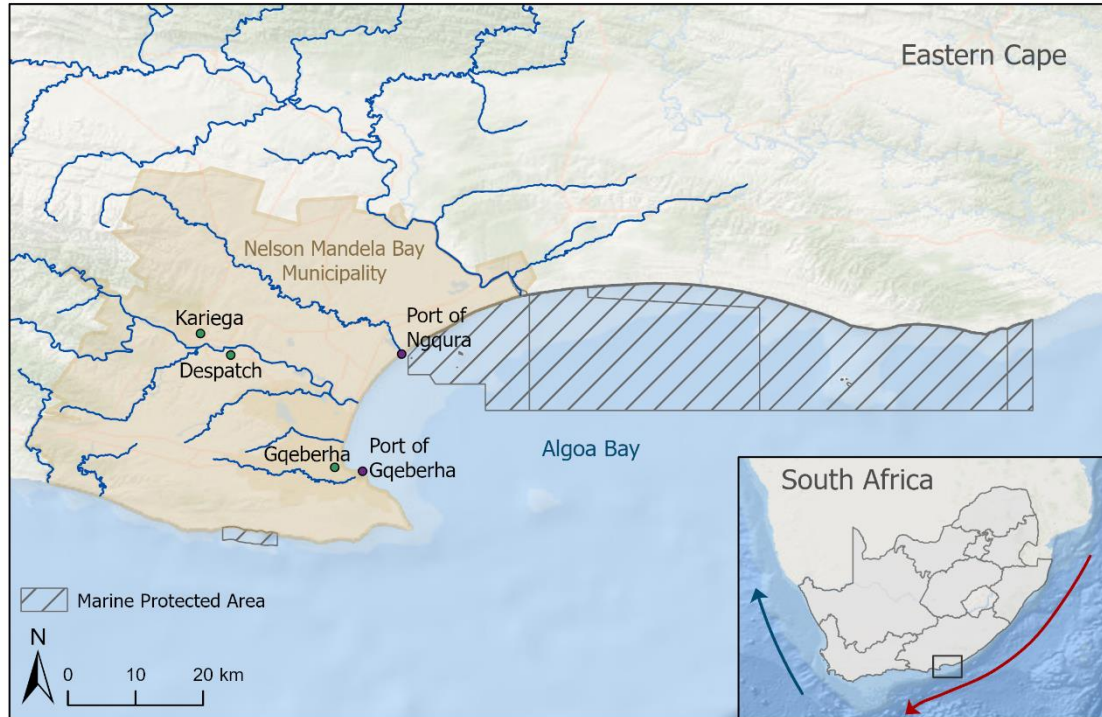 Eastern Cape
Nelson Mandela Bay
Municipality
Kariega
Despatch
Port of
Ngqura
Gqeberha
Port of
Gqeberha
Algoa Bay
Marine Protected Area
N
0 10 20 km
South Africa